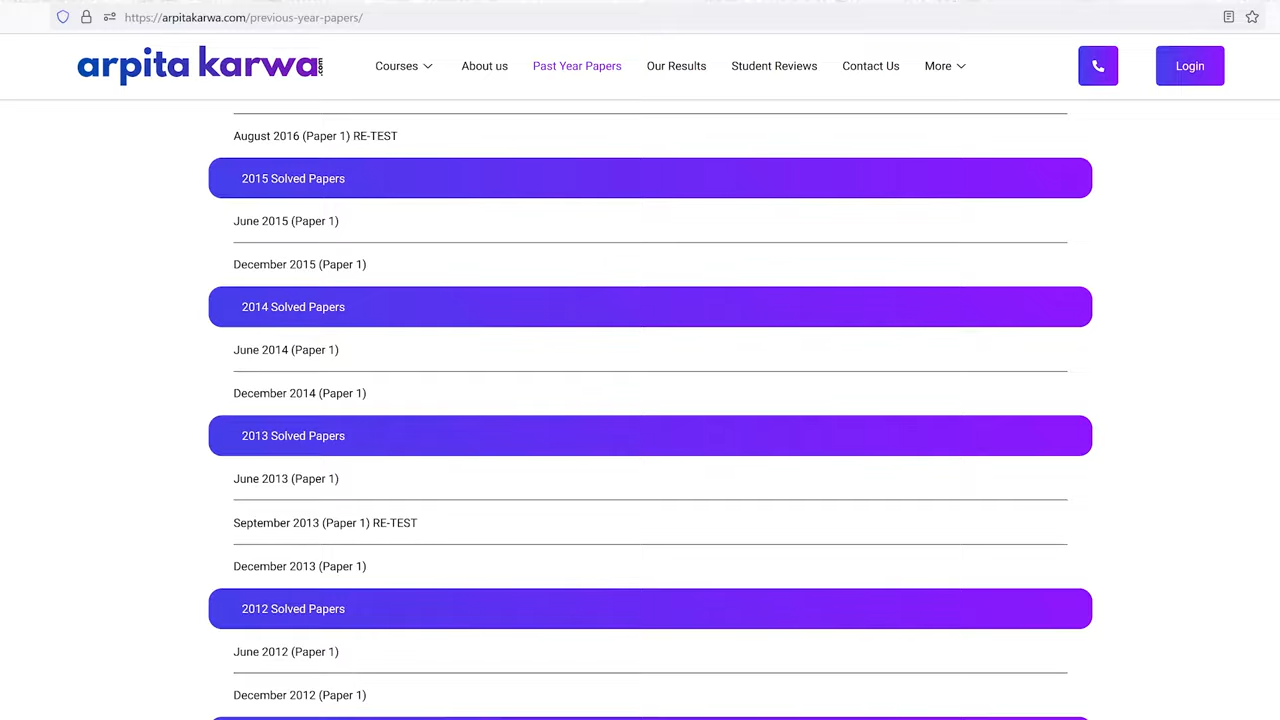 https://arpitakarwa.com/previous-year-papers/
arpita karwa.com
Courses About us Past Year Papers Our Results Student Reviews Contact Us More Login
August 2016 (Paper 1) RE-TEST
2015 Solved Papers
June 2015 (Paper 1)
December 2015 (Paper 1)
2014 Solved Papers
June 2014 (Paper 1)
December 2014 (Paper 1)
2013 Solved Papers
June 2013 (Paper 1)
September 2013 (Paper 1) RE-TEST
December 2013 (Paper 1)
2012 Solved Papers
June 2012 (Paper 1)
December 2012 (Paper 1)